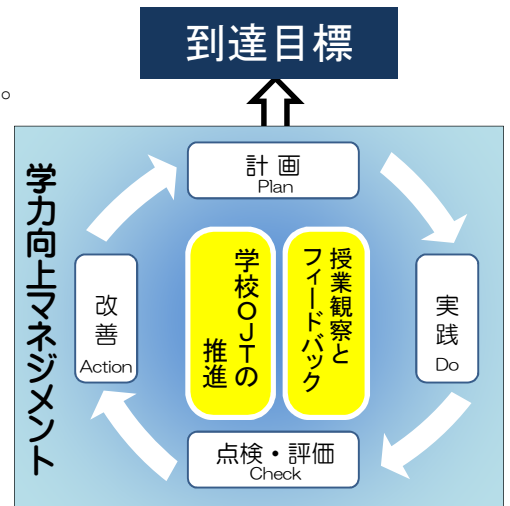 到達目標
。
学力向上マネジメント
計画
Plan
授業観察と
フィードバック
学校ＯＪＴの
推進
改
善
Action
実
践
Do
点検・評価
Check